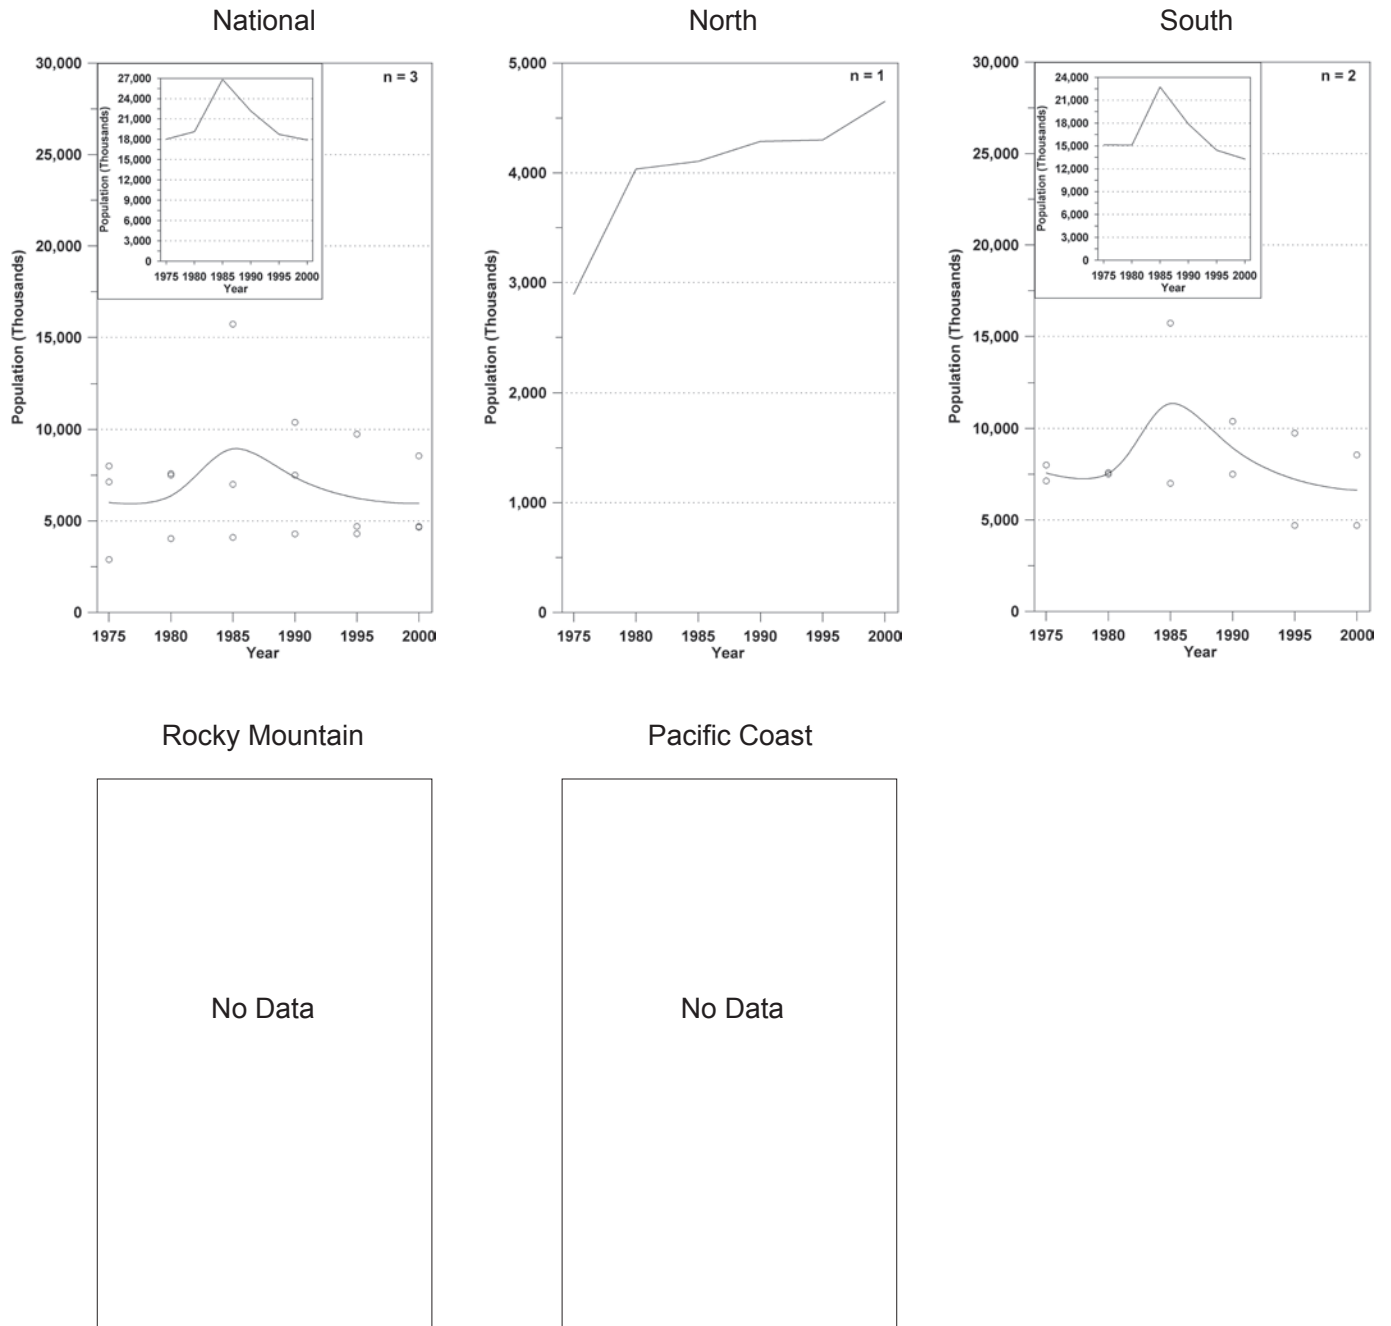 National
North
South
30,000
25,000
20,000
15,000
10,000
5,000
0
Population (Thousands)
1975 1980 1985 1990 1995 2000
Year
n = 3
27,000
24,000
21,000
18,000
15,000
12,000
9,000
6,000
3,000
0
Population (Thousands)
1975 1980 1985 1990 1995 2000
Year
5,000
4,000
3,000
2,000
1,000
0
Population (Thousands)
1975 1980 1985 1990 1995 2000
Year
n = 1
30,000
25,000
20,000
15,000
10,000
5,000
0
Population (Thousands)
1975 1980 1985 1990 1995 2000
Year
n = 2
24,000
21,000
18,000
15,000
12,000
9,000
6,000
3,000
0
Population (Thousands)
1975 1980 1985 1990 1995 2000
Year
Rocky Mountain
Pacific Coast
No Data
No Data